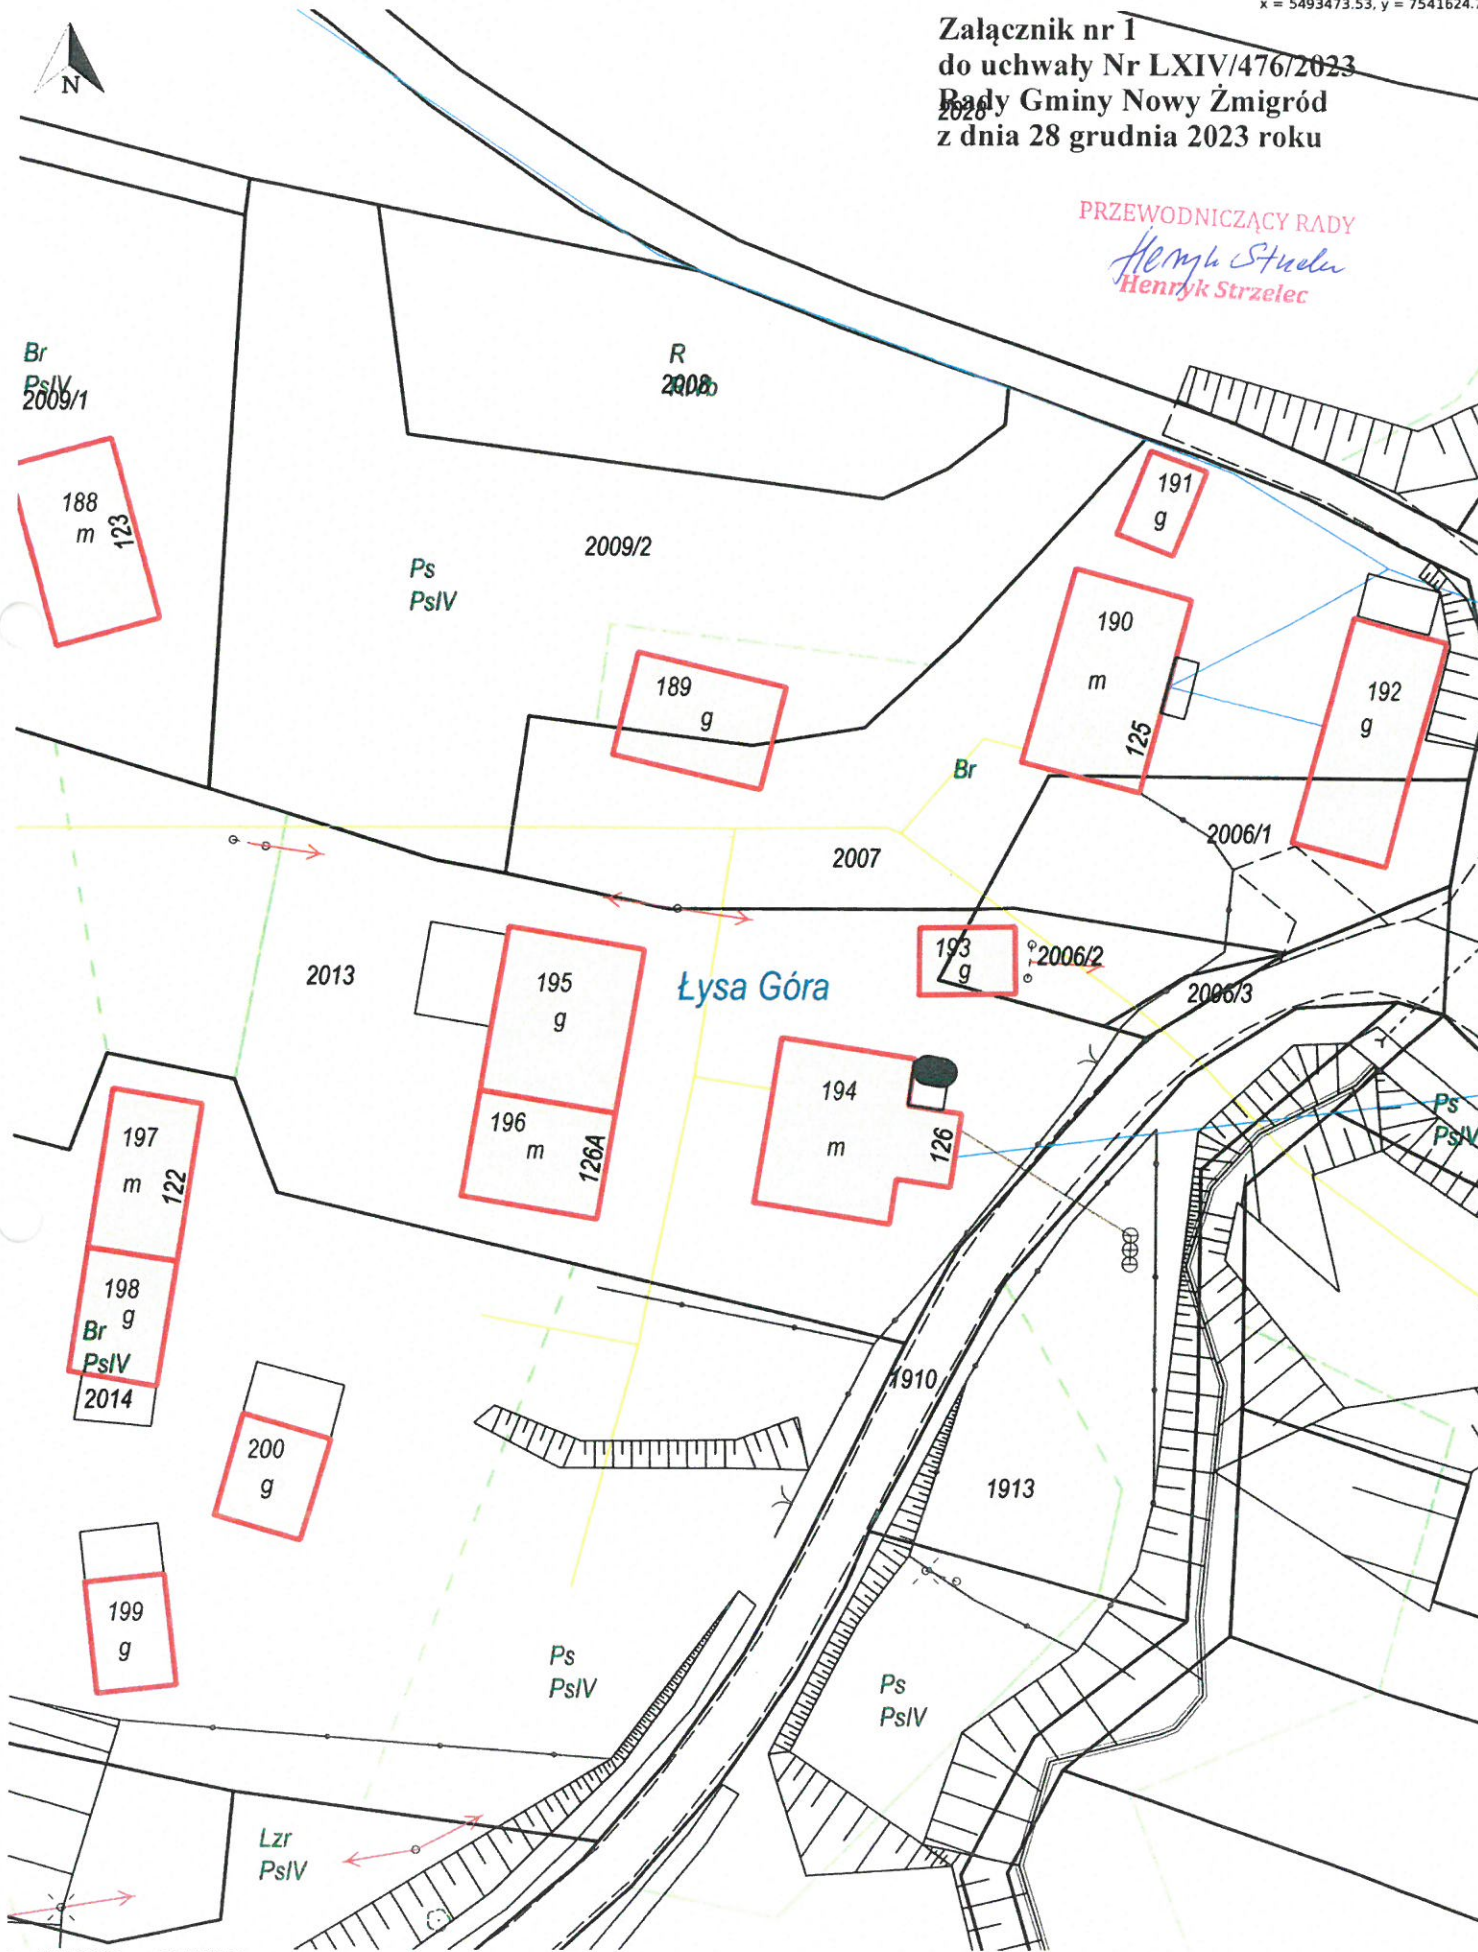 x = 5493473.53, y = 7541624.
Załącznik nr 1
do uchwały Nr LXIV/476/2023
Rady Gminy Nowy Żmigród
2028
z dnia 28 grudnia 2023 roku
N
PRZEWODNICZĄCY RADY
Henryk Strzelec
Br
PsIV
2009/1
R
2008
188
m
123
191
g
2009/2
Ps
PsIV
190
m
125
189
g
192
g
Br
2006/1
2007
2013
195
g
Łysa Góra
193
g
2006/2
2006/3
194
m
126
196
m
126A
197
m
122
Ps
PsIV
198
g
Br
PsIV
2014
1910
200
g
1913
199
g
Ps
PsIV
Ps
PsIV
Lzr
PsIV